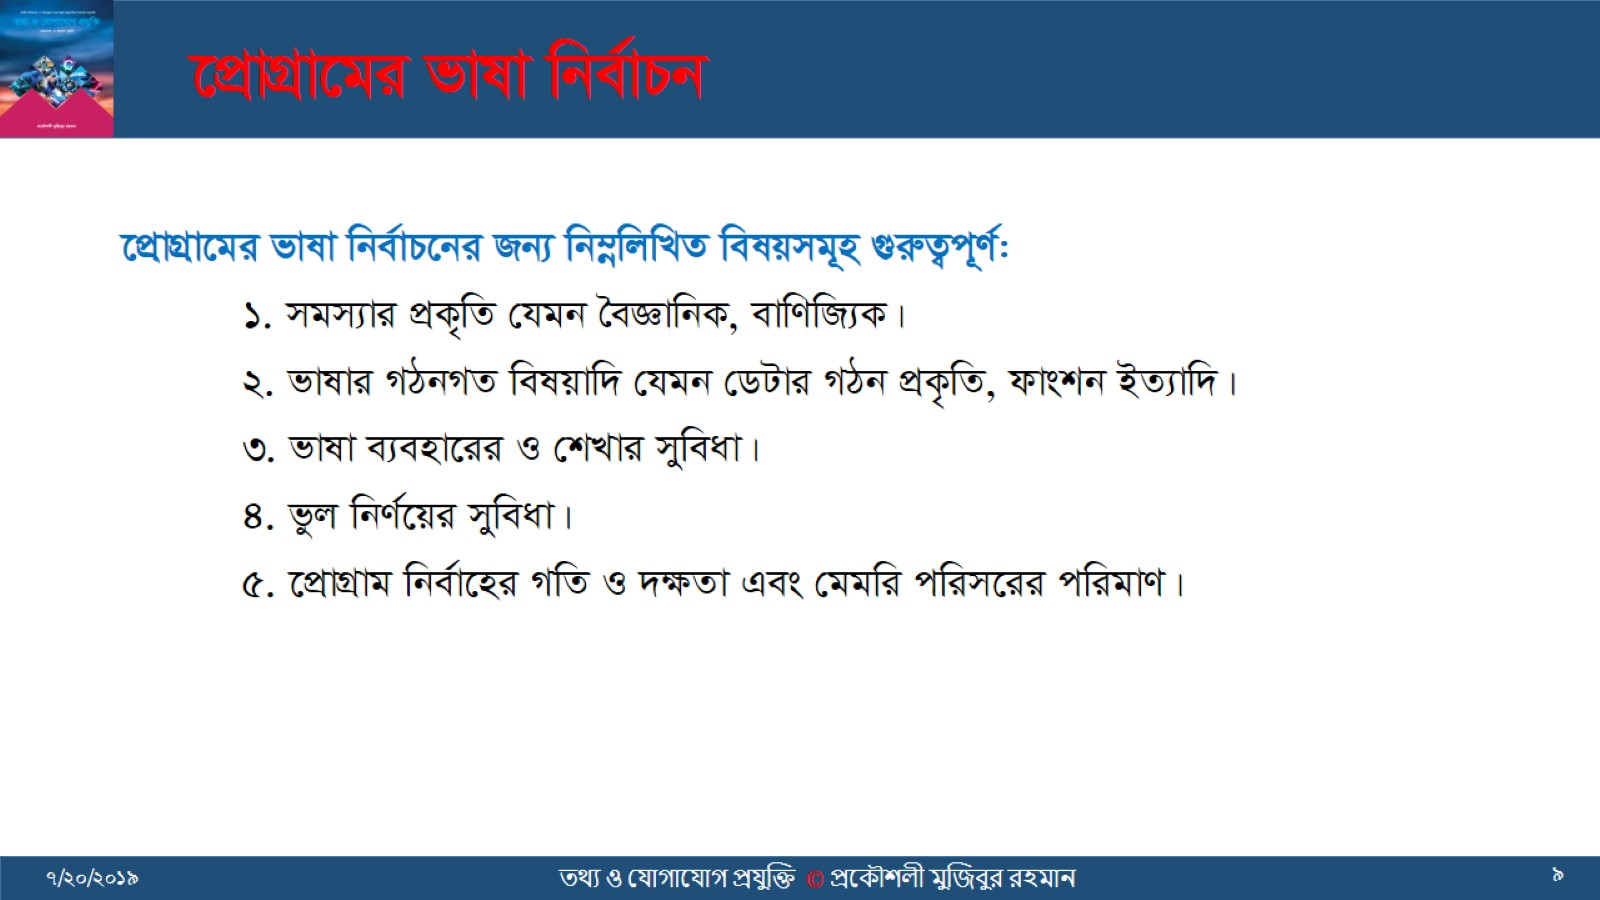 তথ্য ও যোগাযোগ প্রযুক্তি
প্রোগ্রামের ভাষা নির্বাচন
প্রোগ্রামের ভাষা নির্বাচনের জন্য নিম্নলিখিত বিষয়সমূহ গুরুত্বপূর্ণ:
১. সমস্যার প্রকৃতি যেমন বৈজ্ঞানিক, বাণিজ্যিক।
২. ভাষার গঠনগত বিষয়াদি যেমন ডেটার গঠন প্রকৃতি, ফাংশন ইত্যাদি।
৩. ভাষা ব্যবহারের ও শেখার সুবিধা।
৪. ভুল নির্ণয়ের সুবিধা।
৫. প্রোগ্রাম নির্বাহের গতি ও দক্ষতা এবং মেমরি পরিসরের পরিমাণ।
৭/২০/২০১৯
তথ্য ও যোগাযোগ প্রযুক্তি © প্রকৌশলী মুজিবুর রহমান
৯